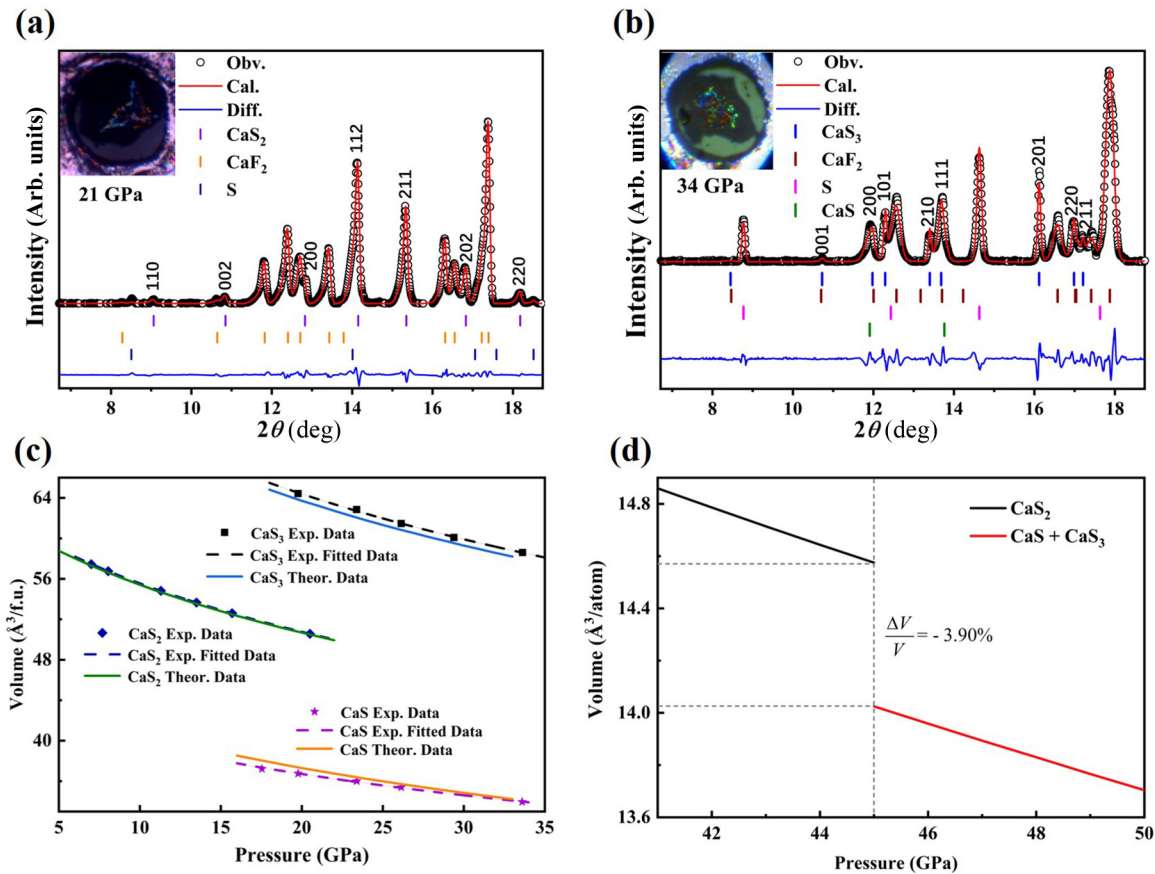 (a)
Intensity (Arb. units)
Obv.
Cal.
Diff.
CaS2
CaF2
S
21 GPa
110
002
200
112
211
202
220
8
10
12
14
16
18
2θ (deg)
(b)
Intensity (Arb. units)
Obv.
Cal.
Diff.
CaS3
CaF2
S
CaS
34 GPa
001
200
101
210
111
201
220
211
8
10
12
14
16
18
2θ (deg)
(c)
Volume (Å3/f.u.)
64
56
48
40
CaS3 Exp. Data
CaS3 Exp. Fitted Data
CaS3 Theor. Data
CaS2 Exp. Data
CaS2 Exp. Fitted Data
CaS2 Theor. Data
CaS Exp. Data
CaS Exp. Fitted Data
CaS Theor. Data
5
10
15
20
25
30
35
Pressure (GPa)
(d)
Volume (Å3/atom)
14.8
14.4
14.0
13.6
CaS2
CaS + CaS3
ΔV/V = - 3.90%
42
44
46
48
50
Pressure (GPa)